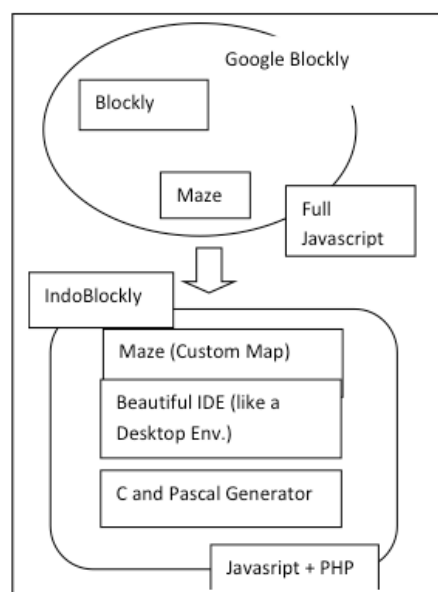 Google Blockly
Blockly
Maze
Full
Javascript
IndoBlockly
Maze (Custom Map)
Beautiful IDE (like a
Desktop Env.)
C and Pascal Generator
Javasript + PHP